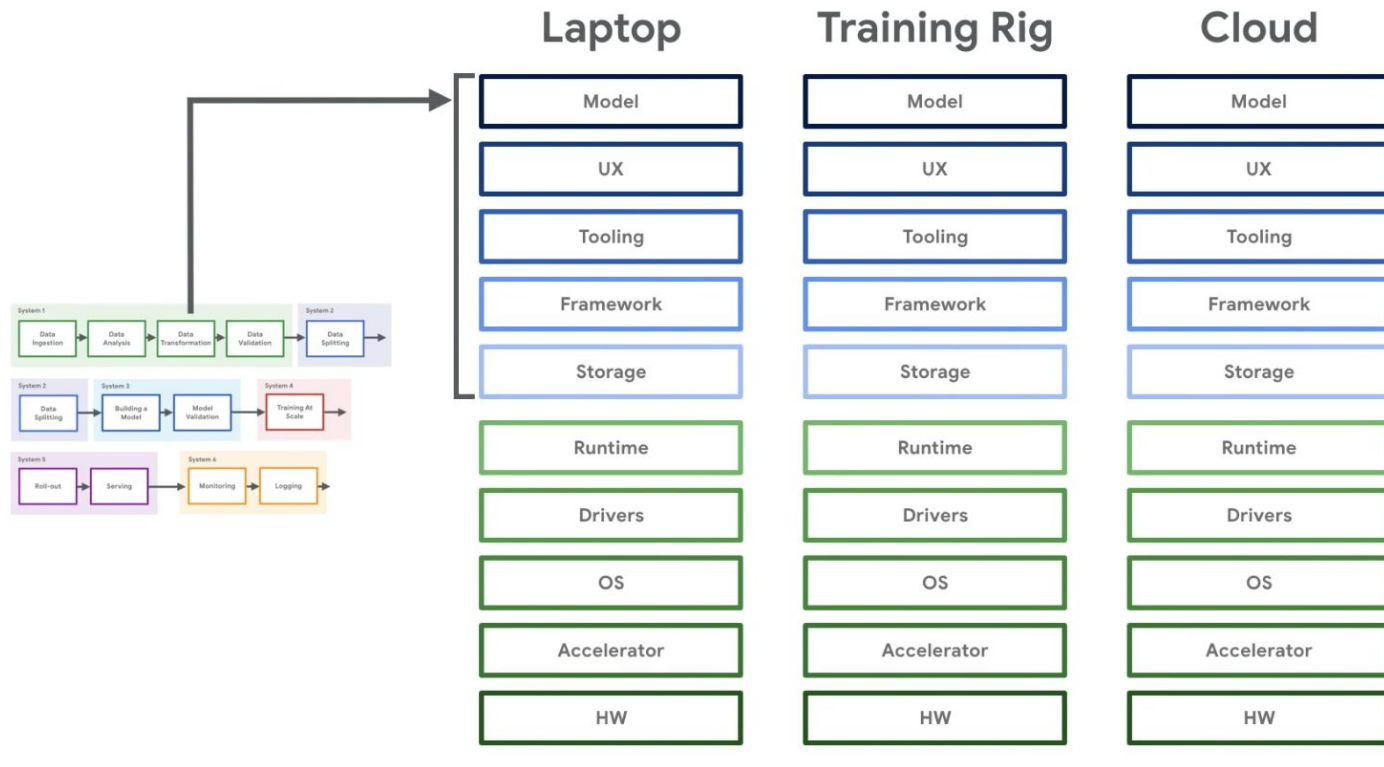 Laptop Training Rig Cloud
Model Model Model
UX UX UX
Tooling Tooling Tooling
Framework Framework Framework
Storage Storage Storage
Runtime Runtime Runtime
Drivers Drivers Drivers
OS OS OS
Accelerator Accelerator Accelerator
HW HW HW
System 1
Data
Ingestion
Data
Analysis
Data
Transformation
Data
Validation
System 2
Data
Splitting
System 2
Data
Splitting
System 3
Building a
Model
Model
Validation
System 4
Training At
Scale
System 5
Roll-out
Serving
System 6
Monitoring
Logging